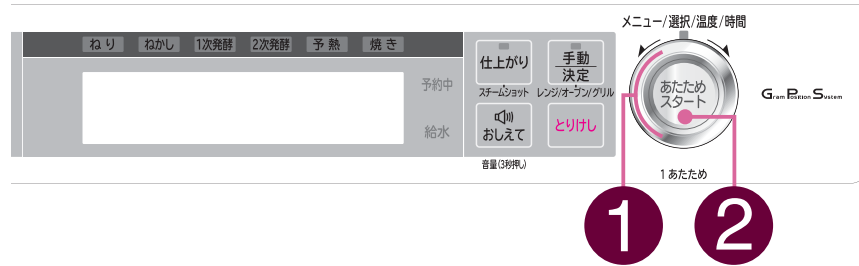 メニュー/選択/温度/時間
ねり ねかし 1次発酵 2次発酵 予熱 焼き
予約中
給水
仕上がり
スチームショット
手動
決定
レンジ/オーブン/グリル
おしえて
音量(3秒押し)
とりけし
あたため
スタート
Gram Position System
1 あたため
1
2